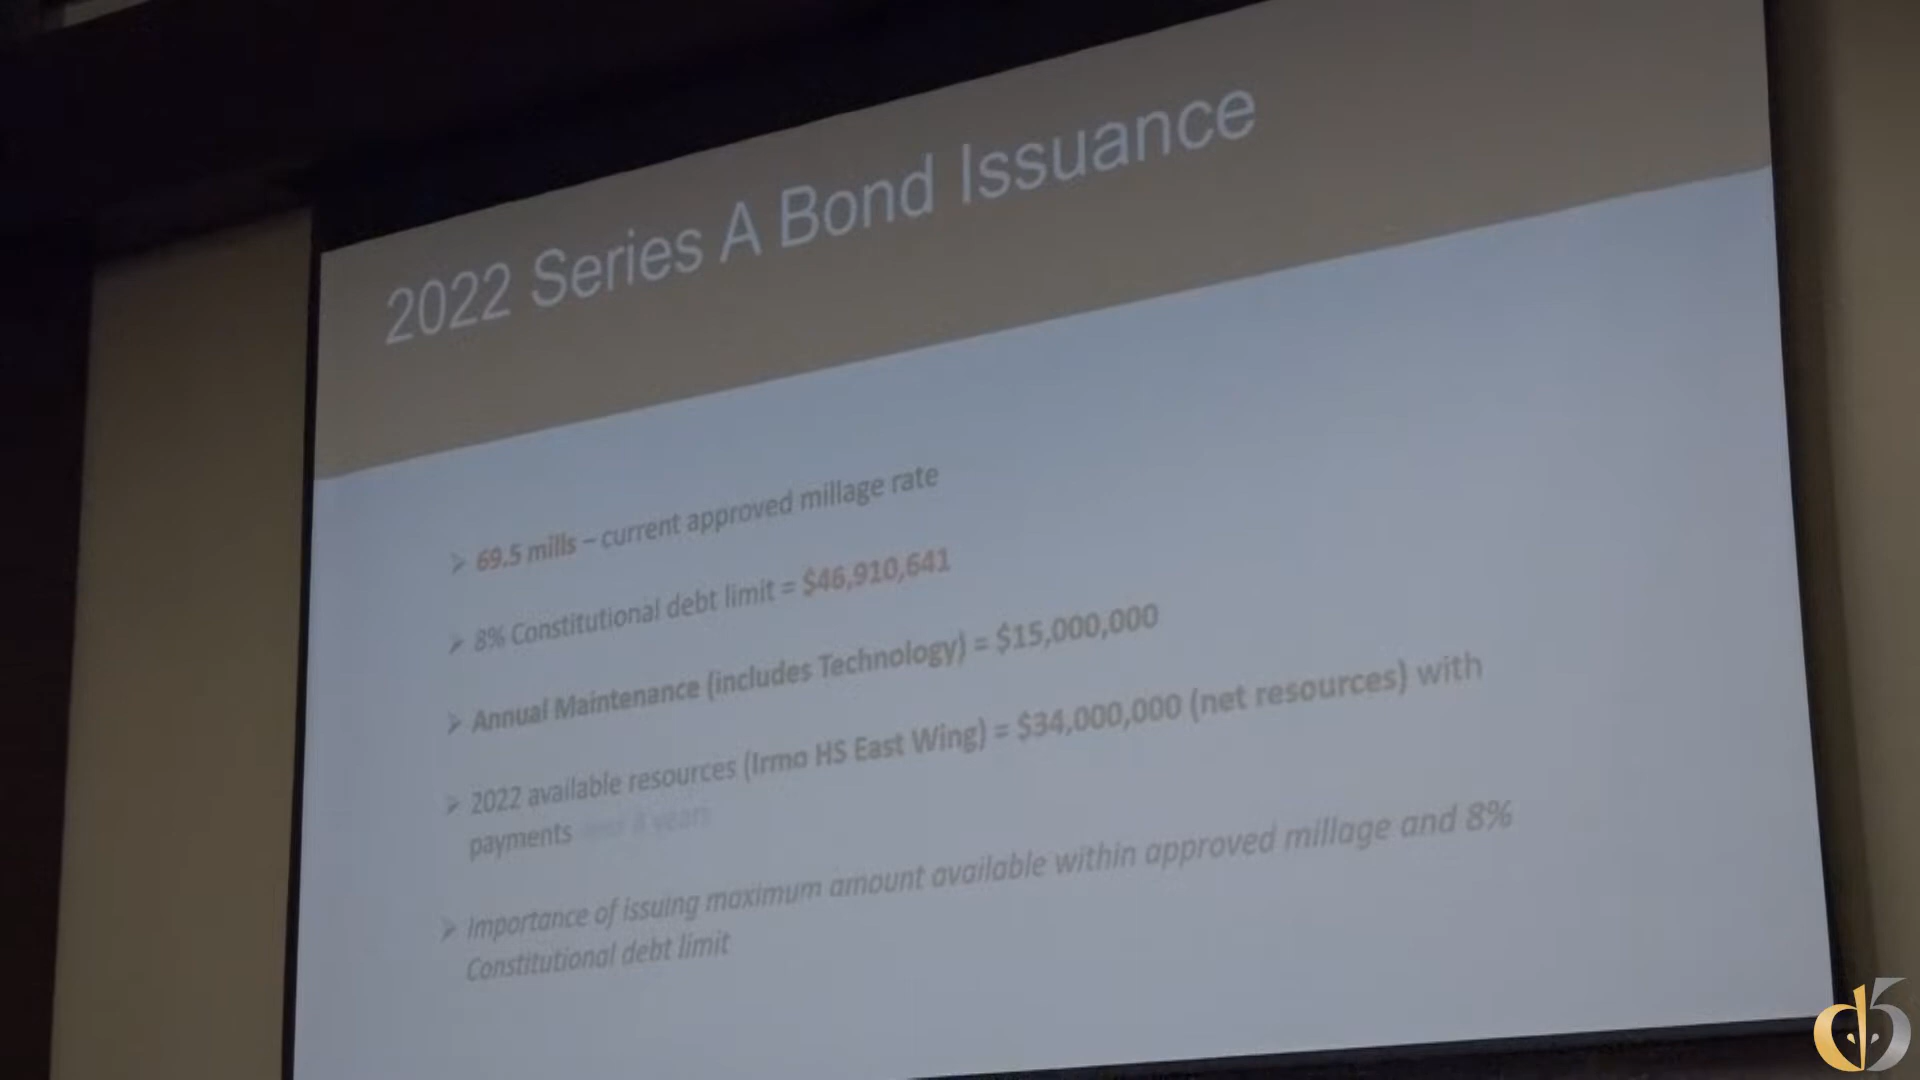 2022 Series A Bond Issuance
➢ 69.5 mills – current approved millage rate
➢ 8% Constitutional debt limit = $46,910,641
➢ Annual Maintenance (includes Technology) = $15,000,000
➢ 2022 available resources (Irmo HS East Wing) = $34,000,000 (net resources) with
payments years
➢ Importance of issuing maximum amount available within approved millage and 8%
Constitutional debt limit
d5